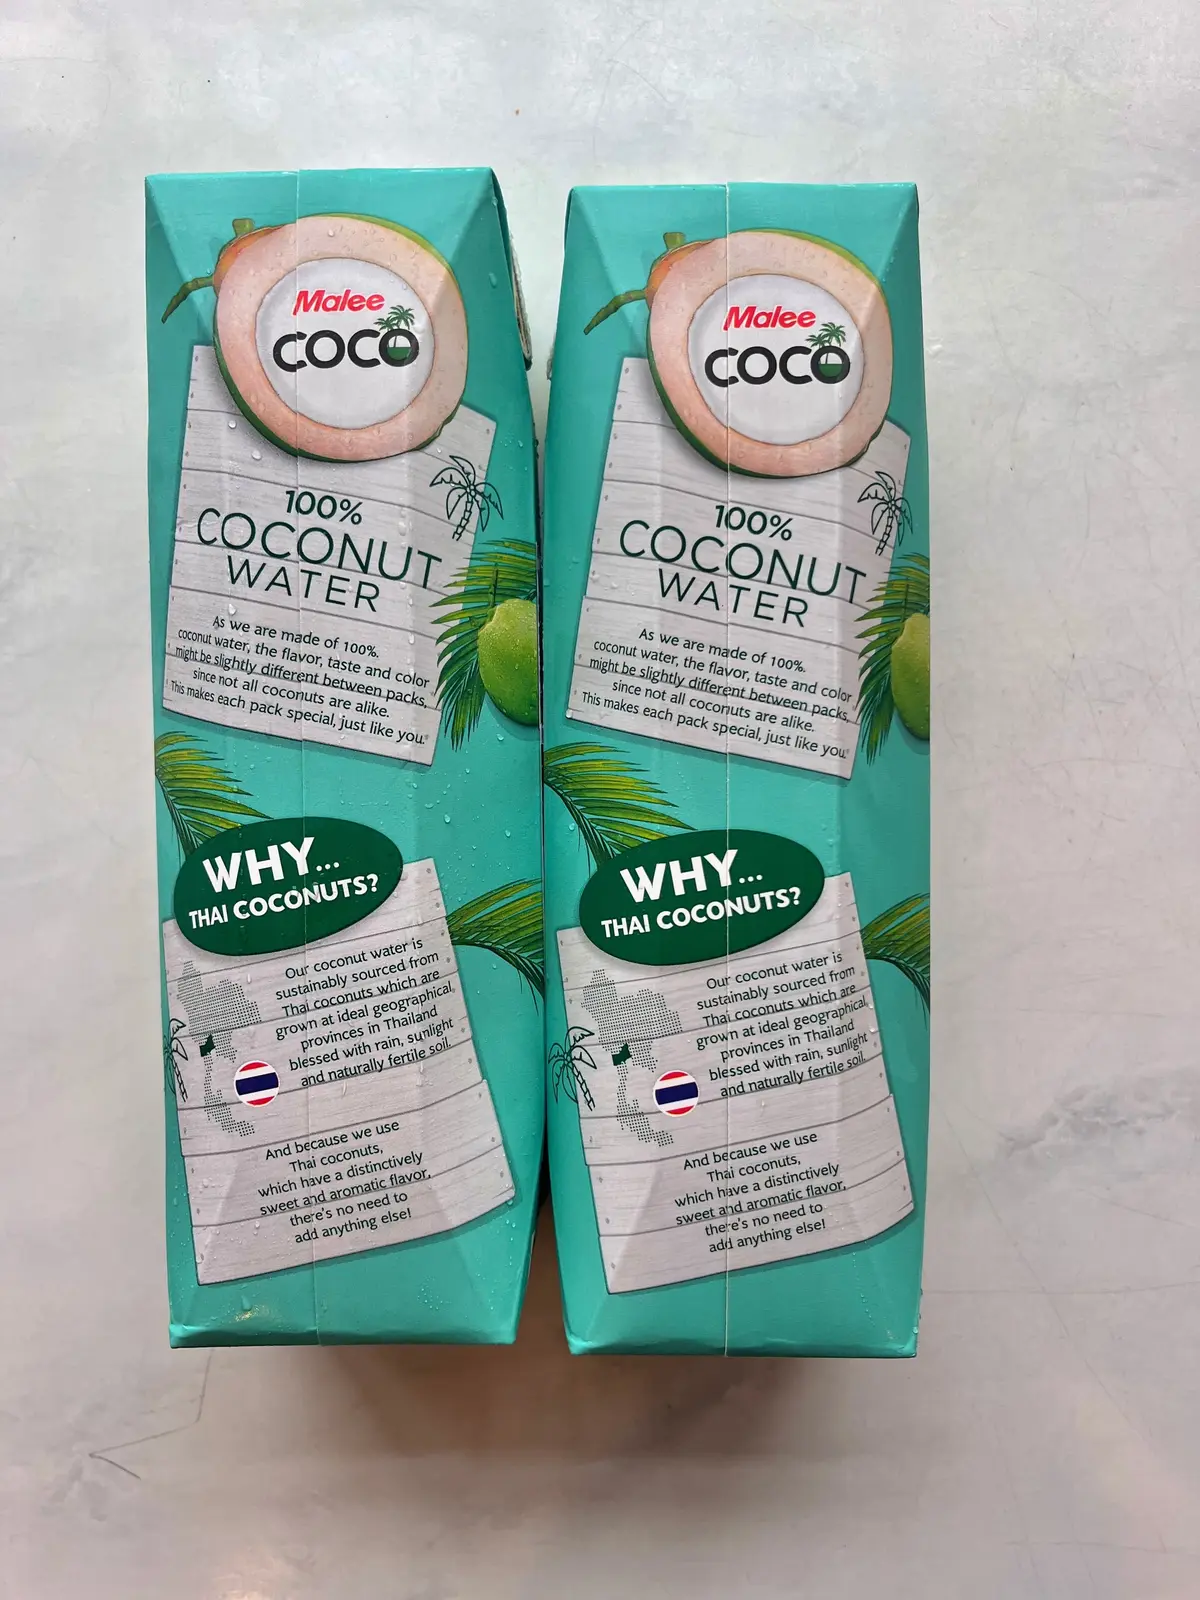 Malee
COCO
100%
COCONUT
WATER
As we are made of 100%.
coconut water, the flavor, taste and color
might be slightly different between packs,
since not all coconuts are alike.
This makes each pack special, just like you.
WHY...
THAI COCONUTS?
Our coconut water is
sustainably sourced from
Thai coconuts which are
grown at ideal geographical
provinces in Thailand
blessed with rain, sunlight
and naturally fertile soil.
And because we use
Thai coconuts,
which have a distinctively
sweet and aromatic flavor,
there's no need to
add anything else!
Malee
COCO
100%
COCONUT
WATER
As we are made of 100%.
coconut water, the flavor, taste and color
might be slightly different between packs,
since not all coconuts are alike.
This makes each pack special, just like you.
WHY...
THAI COCONUTS?
Our coconut water is
sustainably sourced from
Thai coconuts which are
grown at ideal geographical
provinces in Thailand
blessed with rain, sunlight
and naturally fertile soil.
And because we use
Thai coconuts,
which have a distinctively
sweet and aromatic flavor,
there's no need to
add anything else!